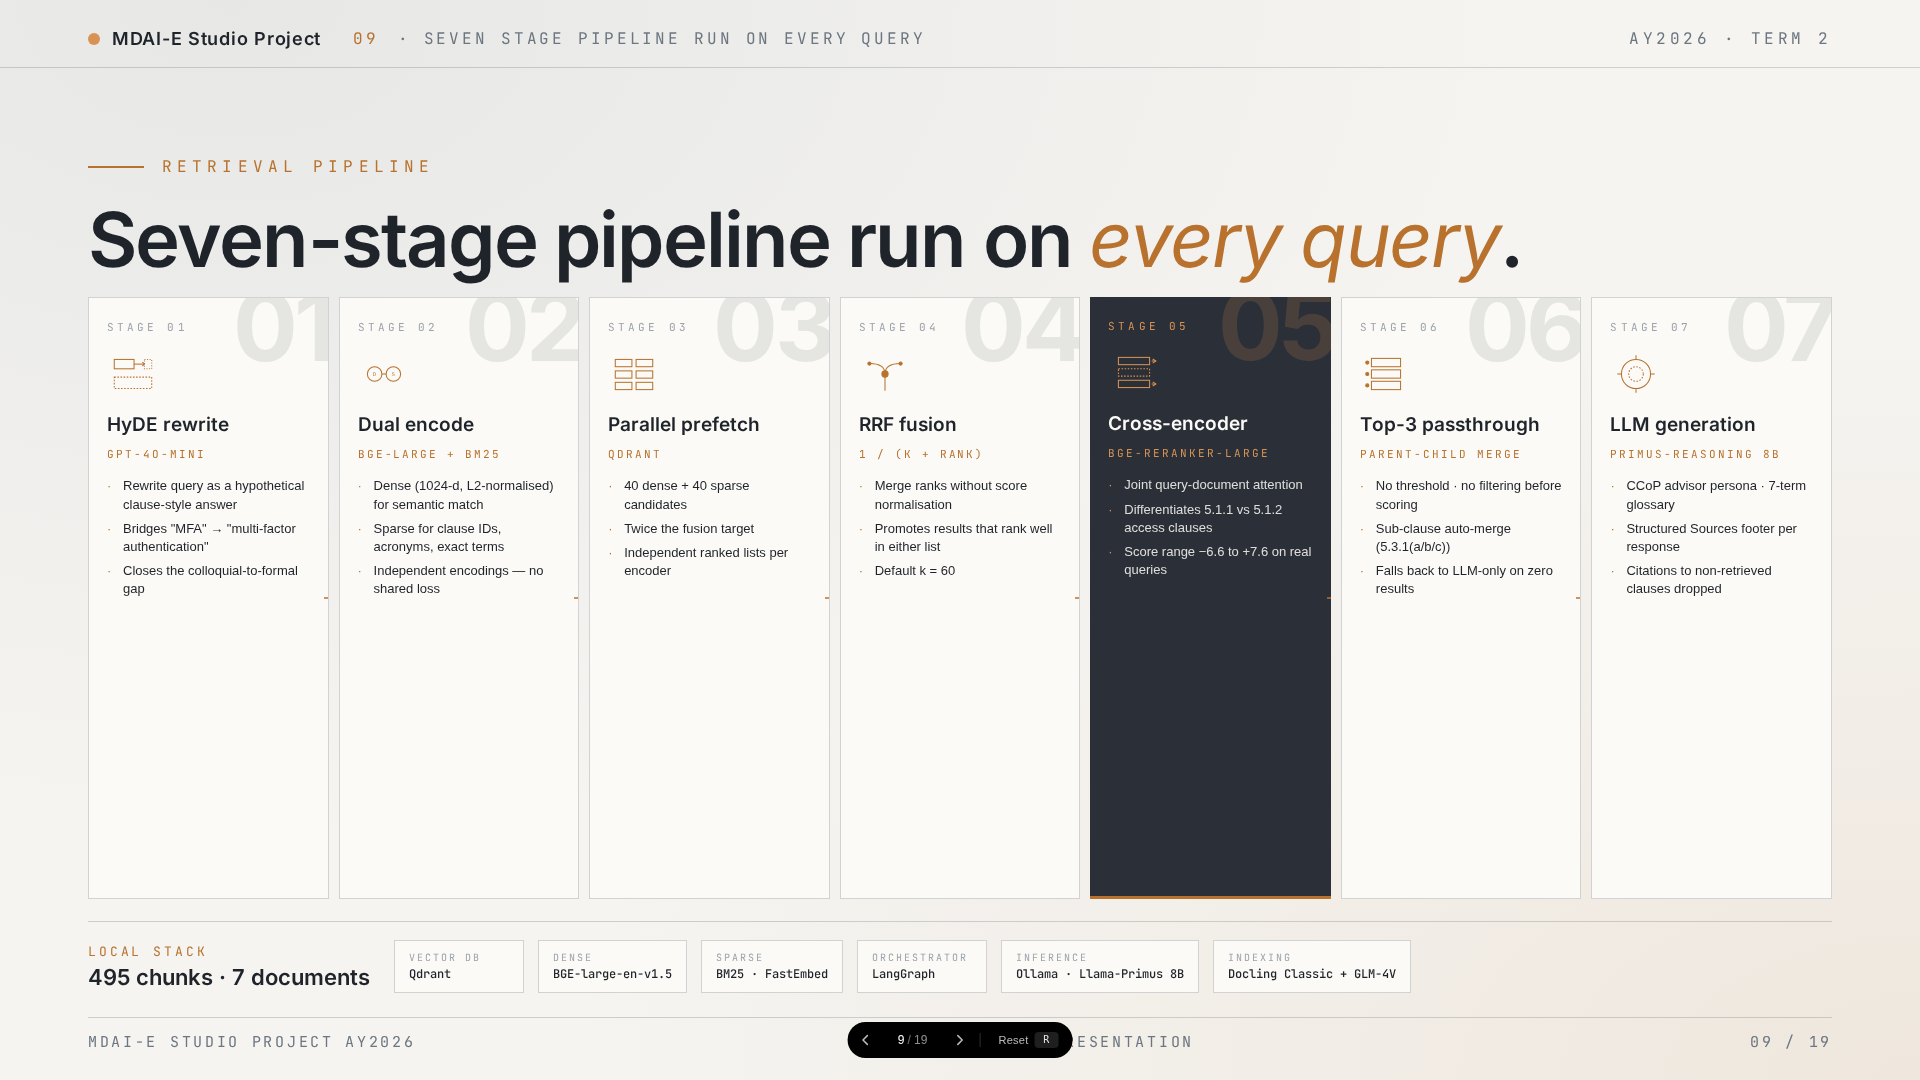 MDAI-E Studio Project 09 · SEVEN STAGE PIPELINE RUN ON EVERY QUERY
AY2026 · TERM 2
RETRIEVAL PIPELINE
Seven-stage pipeline run on every query.
STAGE 01
01
HyDE rewrite
GPT-4O-MINI
· Rewrite query as a hypothetical
clause-style answer
· Bridges "MFA" → "multi-factor
authentication"
· Closes the colloquial-to-formal
gap
STAGE 02
02
D S
Dual encode
BGE-LARGE + BM25
· Dense (1024-d, L2-normalised)
for semantic match
· Sparse for clause IDs,
acronyms, exact terms
· Independent encodings — no
shared loss
STAGE 03
03
Parallel prefetch
QDRANT
· 40 dense + 40 sparse
candidates
· Twice the fusion target
· Independent ranked lists per
encoder
STAGE 04
04
RRF fusion
1 / (K + RANK)
· Merge ranks without score
normalisation
· Promotes results that rank well
in either list
· Default k = 60
STAGE 05
05
Cross-encoder
BGE-RERANKER-LARGE
· Joint query-document attention
· Differentiates 5.1.1 vs 5.1.2
access clauses
· Score range −6.6 to +7.6 on real
queries
STAGE 06
06
Top-3 passthrough
PARENT-CHILD MERGE
· No threshold · no filtering before
scoring
· Sub-clause auto-merge
(5.3.1(a/b/c))
· Falls back to LLM-only on zero
results
STAGE 07
07
LLM generation
PRIMUS-REASONING 8B
· CCoP advisor persona · 7-term
glossary
· Structured Sources footer per
response
· Citations to non-retrieved
clauses dropped
LOCAL STACK
495 chunks · 7 documents
VECTOR DB
Qdrant
DENSE
BGE-large-en-v1.5
SPARSE
BM25 · FastEmbed
ORCHESTRATOR
LangGraph
INFERENCE
Ollama · Llama-Primus 8B
INDEXING
Docling Classic + GLM-4V
MDAI-E STUDIO PROJECT AY2026
9 / 19 Reset R
ESENTATION
09 / 19